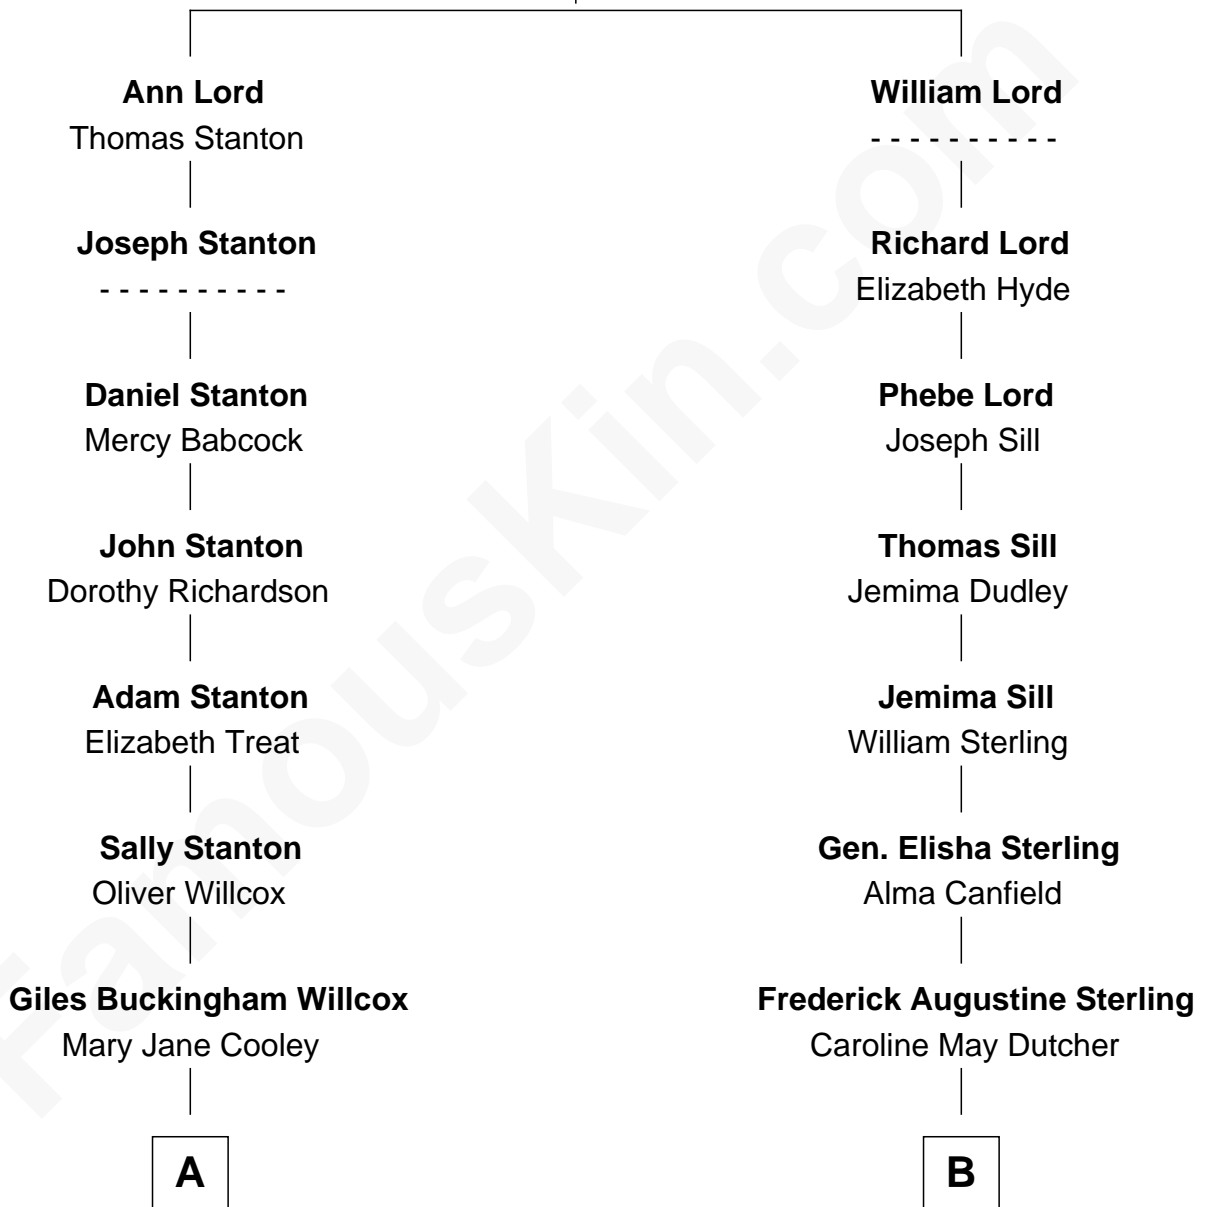 Ann Lord
Thomas Stanton
Joseph Stanton
- - - - - - - - - -
Daniel Stanton
Mercy Babcock
John Stanton
Dorothy Richardson
Adam Stanton
Elizabeth Treat
Sally Stanton
Oliver Willcox
Giles Buckingham Willcox
Mary Jane Cooley
A
William Lord
- - - - - - - - - -
Richard Lord
Elizabeth Hyde
Phebe Lord
Joseph Sill
Thomas Sill
Jemima Dudley
Jemima Sill
William Sterling
Gen. Elisha Sterling
Alma Canfield
Frederick Augustine Sterling
Caroline May Dutcher
B
FamousKin.com